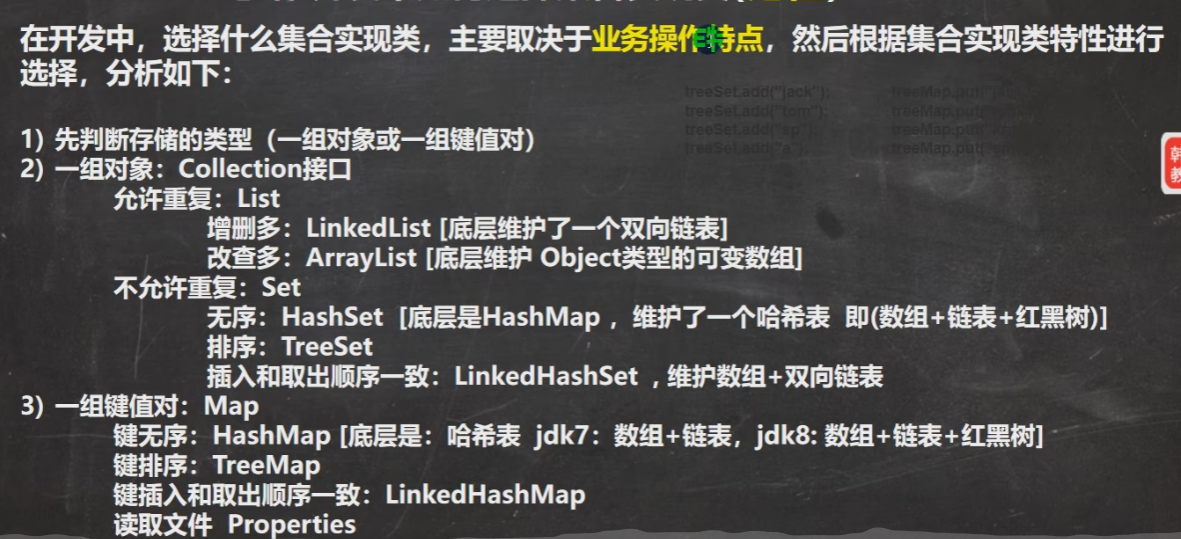 在开发中，选择什么集合实现类，主要取决于业务操作特点，然后根据集合实现类特性进行
选择，分析如下：
treeSet.add("jack");
treeSet.add("tom");
treeSet.add("sp");
treeSet.add("a");
treeMap.put("
treeMap.put("
treeMap.put("
treeMap.put("
1) 先判断存储的类型（一组对象或一组键值对）
2) 一组对象：Collection接口
允许重复：List
增删多：LinkedList [底层维护了一个双向链表]
改查多：ArrayList [底层维护 Object类型的可变数组]
不允许重复：Set
无序：HashSet [底层是HashMap ，维护了一个哈希表 即(数组+链表+红黑树)]
排序：TreeSet
插入和取出顺序一致：LinkedHashSet , 维护数组+双向链表
3) 一组键值对：Map
键无序：HashMap [底层是：哈希表 jdk7：数组+链表，jdk8: 数组+链表+红黑树]
键排序：TreeMap
键插入和取出顺序一致：LinkedHashMap
读取文件 Properties
韩
教